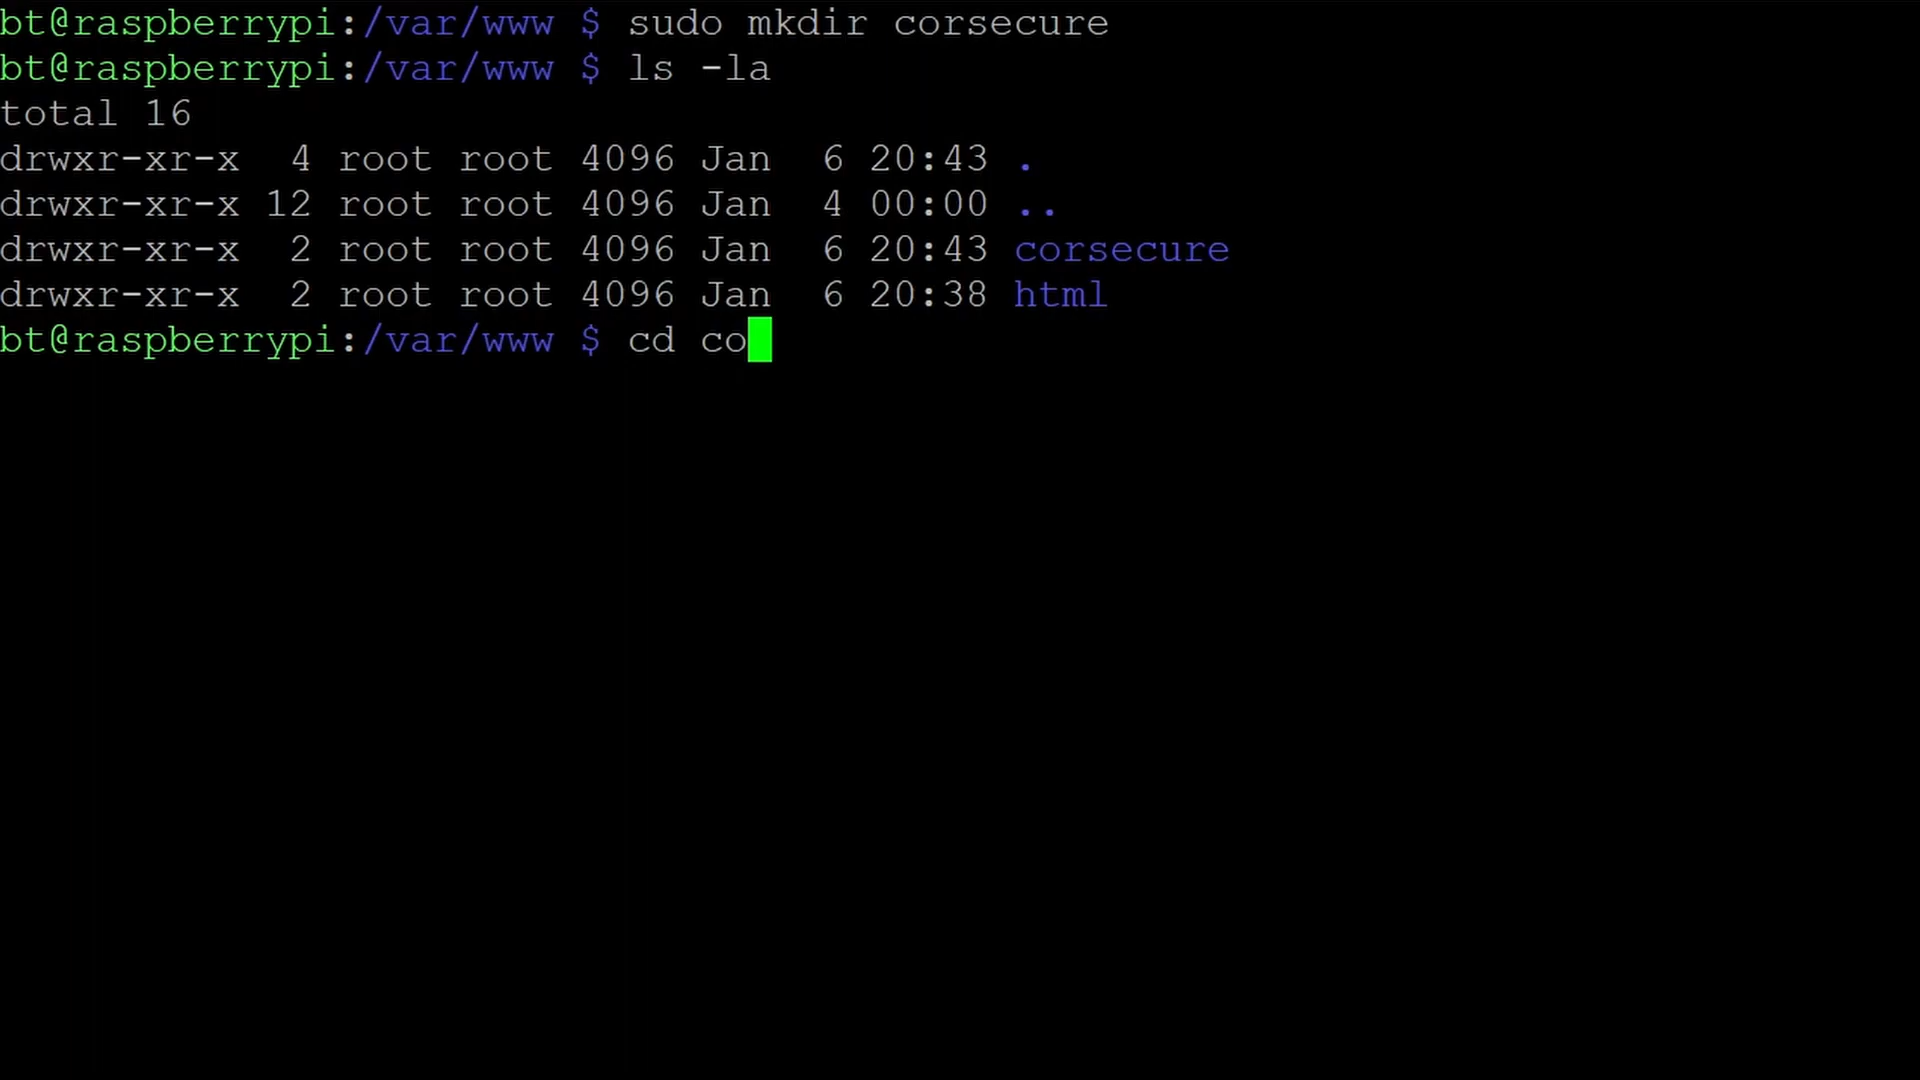 bt@raspberrypi:/var/www $ sudo mkdir corsecure
bt@raspberrypi:/var/www $ ls -la
total 16
drwxr-xr-x  4 root root 4096 Jan  6 20:43 .
drwxr-xr-x 12 root root 4096 Jan  4 00:00 ..
drwxr-xr-x  2 root root 4096 Jan  6 20:43 corsecure
drwxr-xr-x  2 root root 4096 Jan  6 20:38 html
bt@raspberrypi:/var/www $ cd co